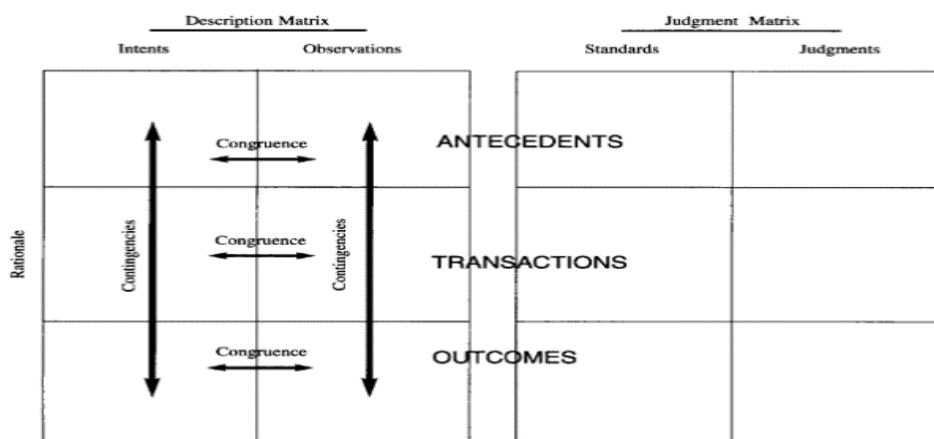 Description Matrix
Judgment Matrix
Intents
Observations
Standards
Judgments
Congruence
ANTECEDENTS
Rationale
Contingencies
Congruence
Contingencies
TRANSACTIONS
Congruence
OUTCOMES